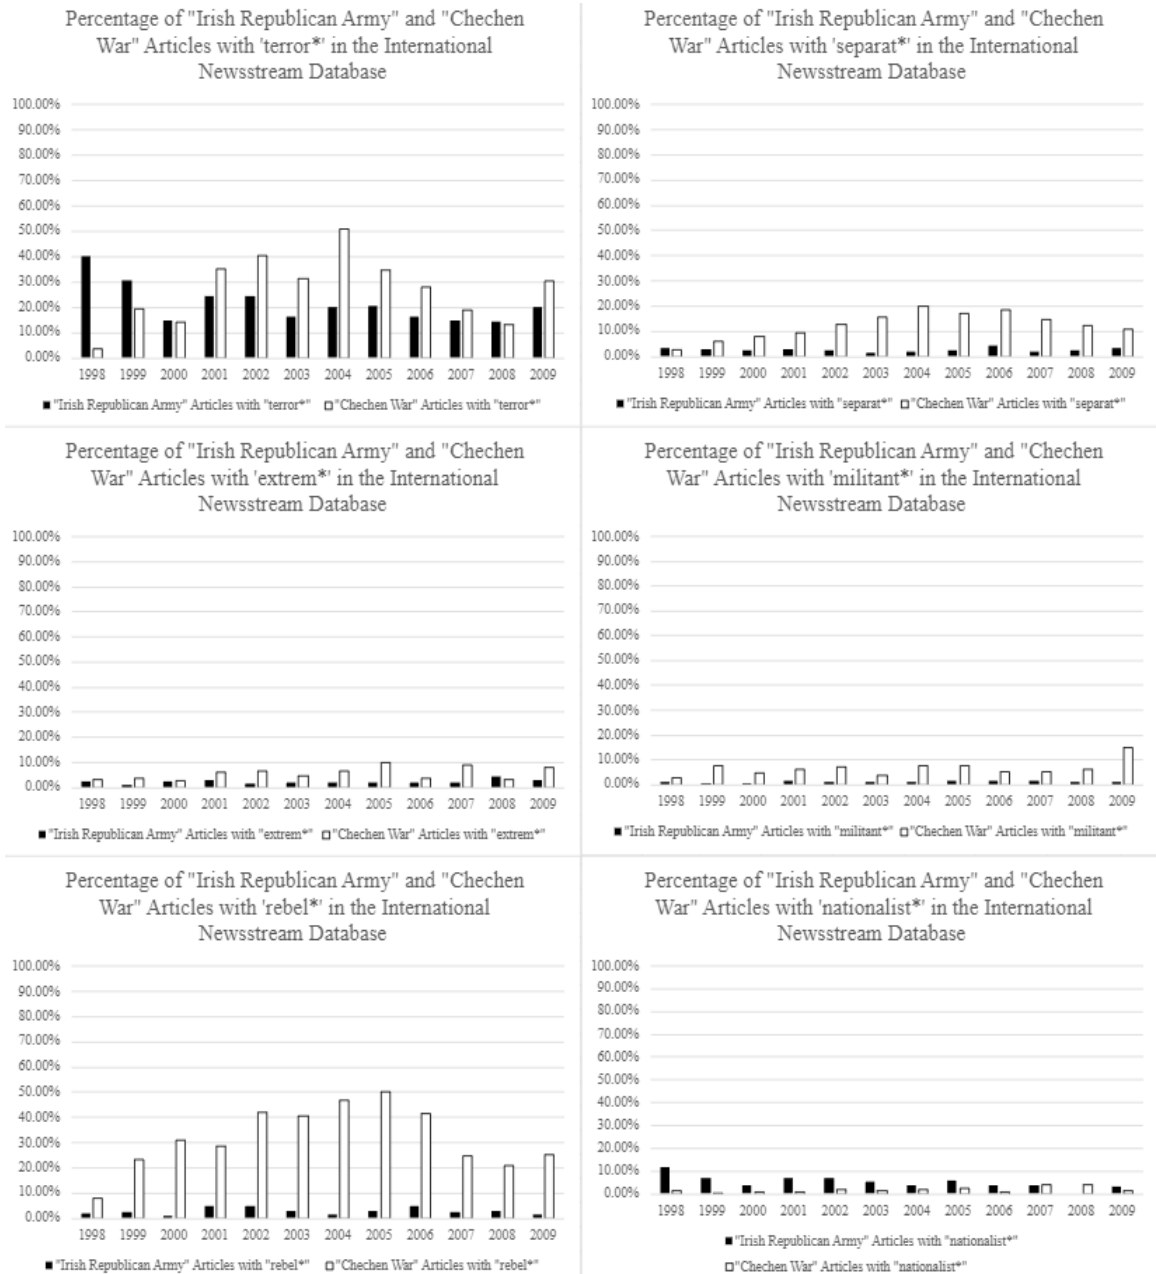 Percentage of "Irish Republican Army" and "Chechen
War" Articles with 'terror*' in the International
Newsstream Database
100.00%
90.00%
80.00%
70.00%
60.00%
50.00%
40.00%
30.00%
20.00%
10.00%
0.00%
1998 1999 2000 2001 2002 2003 2004 2005 2006 2007 2008 2009
"Irish Republican Army" Articles with "terror*" "Chechen War" Articles with "terror*"
Percentage of "Irish Republican Army" and "Chechen
War" Articles with 'separat*' in the International
Newsstream Database
100.00%
90.00%
80.00%
70.00%
60.00%
50.00%
40.00%
30.00%
20.00%
10.00%
0.00%
1998 1999 2000 2001 2002 2003 2004 2005 2006 2007 2008 2009
"Irish Republican Army" Articles with "separat*" "Chechen War" Articles with "separat*"
Percentage of "Irish Republican Army" and "Chechen
War" Articles with 'extrem*' in the International
Newsstream Database
100.00%
90.00%
80.00%
70.00%
60.00%
50.00%
40.00%
30.00%
20.00%
10.00%
0.00%
1998 1999 2000 2001 2002 2003 2004 2005 2006 2007 2008 2009
"Irish Republican Army" Articles with "extrem*" "Chechen War" Articles with "extrem*"
Percentage of "Irish Republican Army" and "Chechen
War" Articles with 'militant*' in the International
Newsstream Database
100.00%
90.00%
80.00%
70.00%
60.00%
50.00%
40.00%
30.00%
20.00%
10.00%
0.00%
1998 1999 2000 2001 2002 2003 2004 2005 2006 2007 2008 2009
"Irish Republican Army" Articles with "militant*" "Chechen War" Articles with "militant*"
Percentage of "Irish Republican Army" and "Chechen
War" Articles with 'rebel*' in the International
Newsstream Database
100.00%
90.00%
80.00%
70.00%
60.00%
50.00%
40.00%
30.00%
20.00%
10.00%
0.00%
1998 1999 2000 2001 2002 2003 2004 2005 2006 2007 2008 2009
"Irish Republican Army" Articles with "rebel*" "Chechen War" Articles with "rebel*"
Percentage of "Irish Republican Army" and "Chechen
War" Articles with 'nationalist*' in the International
Newsstream Database
100.00%
90.00%
80.00%
70.00%
60.00%
50.00%
40.00%
30.00%
20.00%
10.00%
0.00%
1998 1999 2000 2001 2002 2003 2004 2005 2006 2007 2008 2009
"Irish Republican Army" Articles with "nationalist*"
"Chechen War" Articles with "nationalist*"